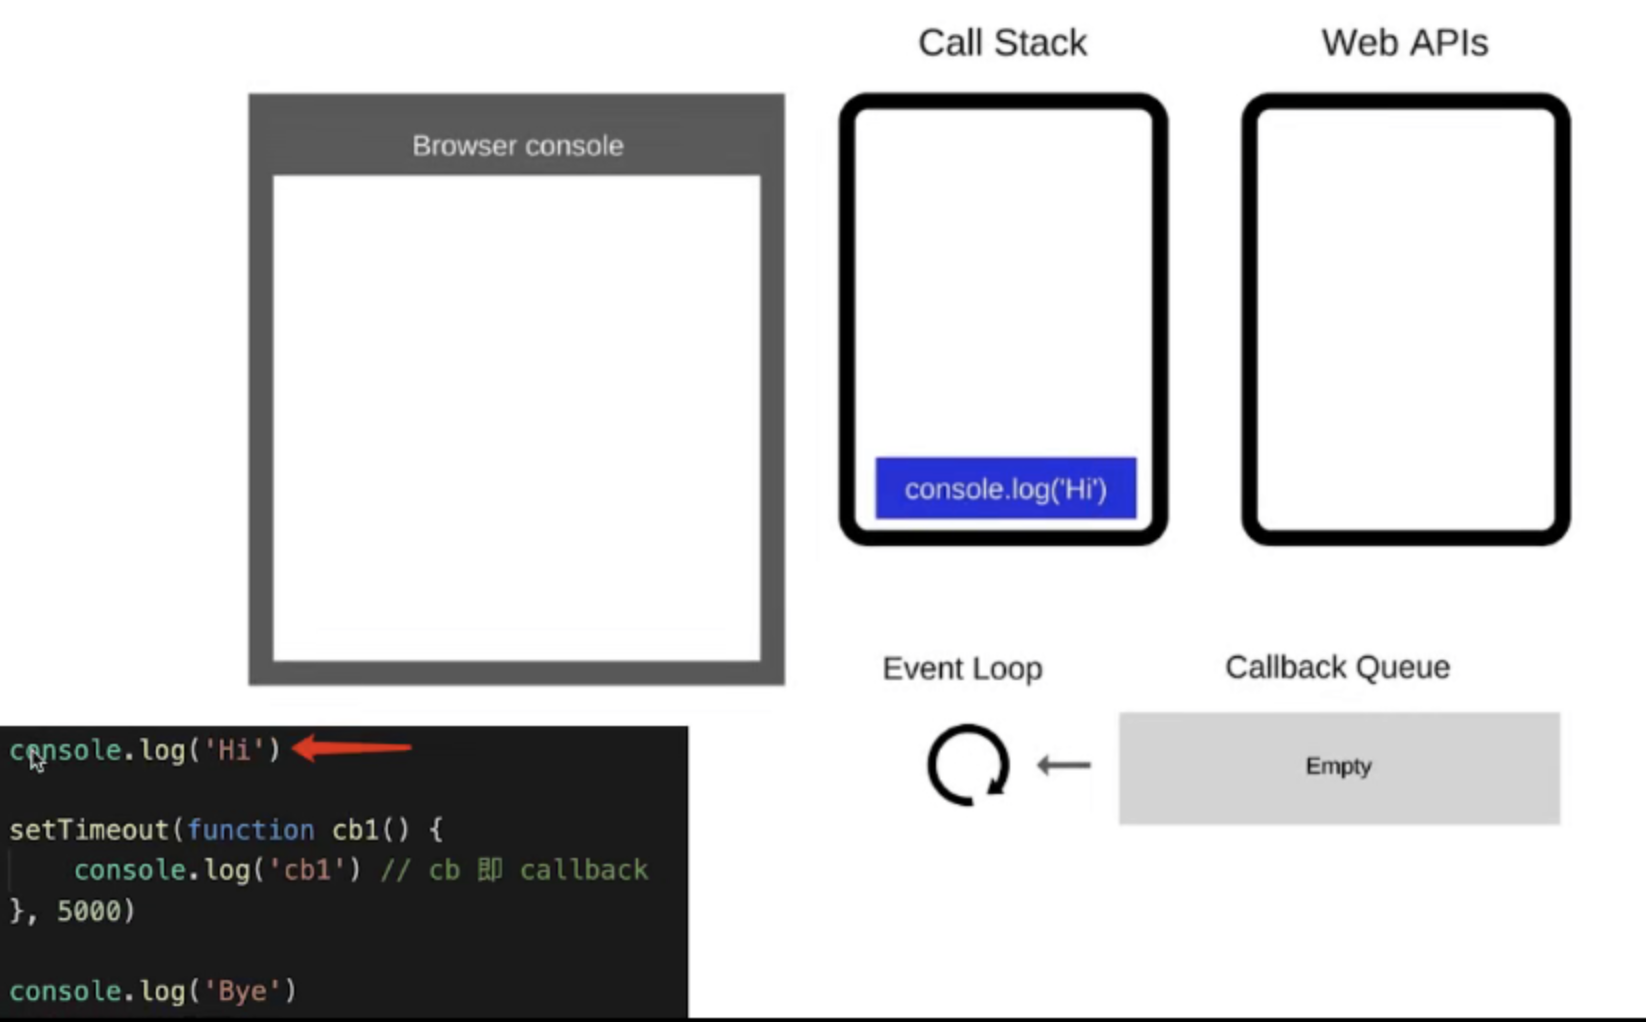 Call Stack
Web APIs
Browser console
console.log('Hi')
Event Loop
Callback Queue
Empty
console.log('Hi')
setTimeout(function cb1() {
    console.log('cb1') // cb 即 callback
}, 5000)
console.log('Bye')